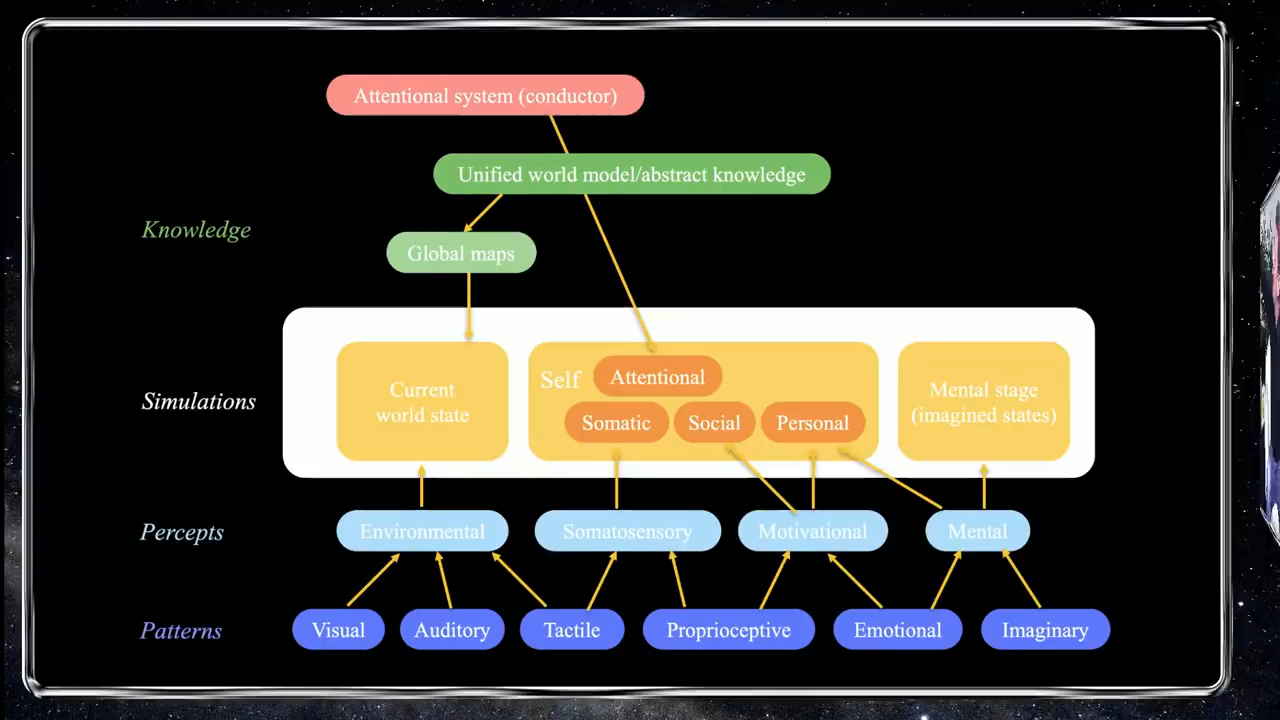 Attentional system (conductor)
Unified world model/abstract knowledge
Knowledge
Global maps
Simulations
Current
world state
Self
Attentional
Somatic
Social
Personal
Mental stage
(imagined states)
Percepts
Environmental
Somatosensory
Motivational
Mental
Patterns
Visual
Auditory
Tactile
Proprioceptive
Emotional
Imaginary